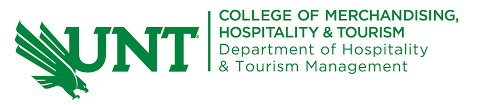 UNT
COLLEGE OF MERCHANDISING,
HOSPITALITY & TOURISM
Department of Hospitality
& Tourism Management